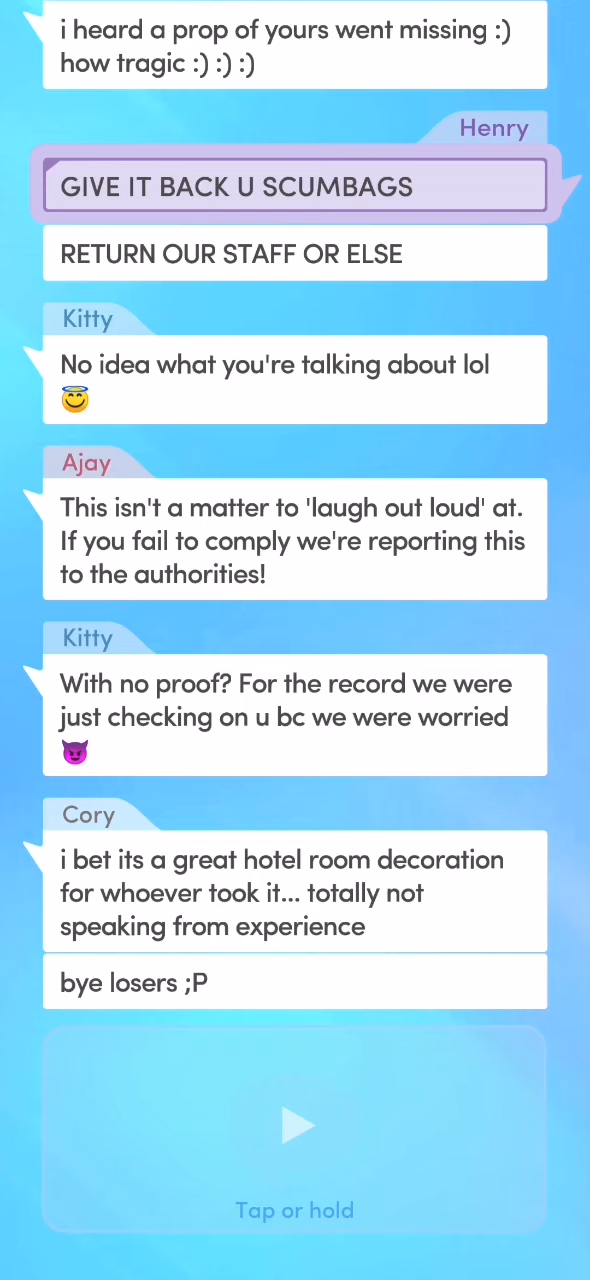 i heard a prop of yours went missing :)
how tragic :) :) :)
Henry
GIVE IT BACK U SCUMBAGS
RETURN OUR STAFF OR ELSE
Kitty
No idea what you're talking about lol
😇
Ajay
This isn't a matter to 'laugh out loud' at.
If you fail to comply we're reporting this
to the authorities!
Kitty
With no proof? For the record we were
just checking on u bc we were worried
😈
Cory
i bet its a great hotel room decoration
for whoever took it... totally not
speaking from experience
bye losers ;P
Tap or hold